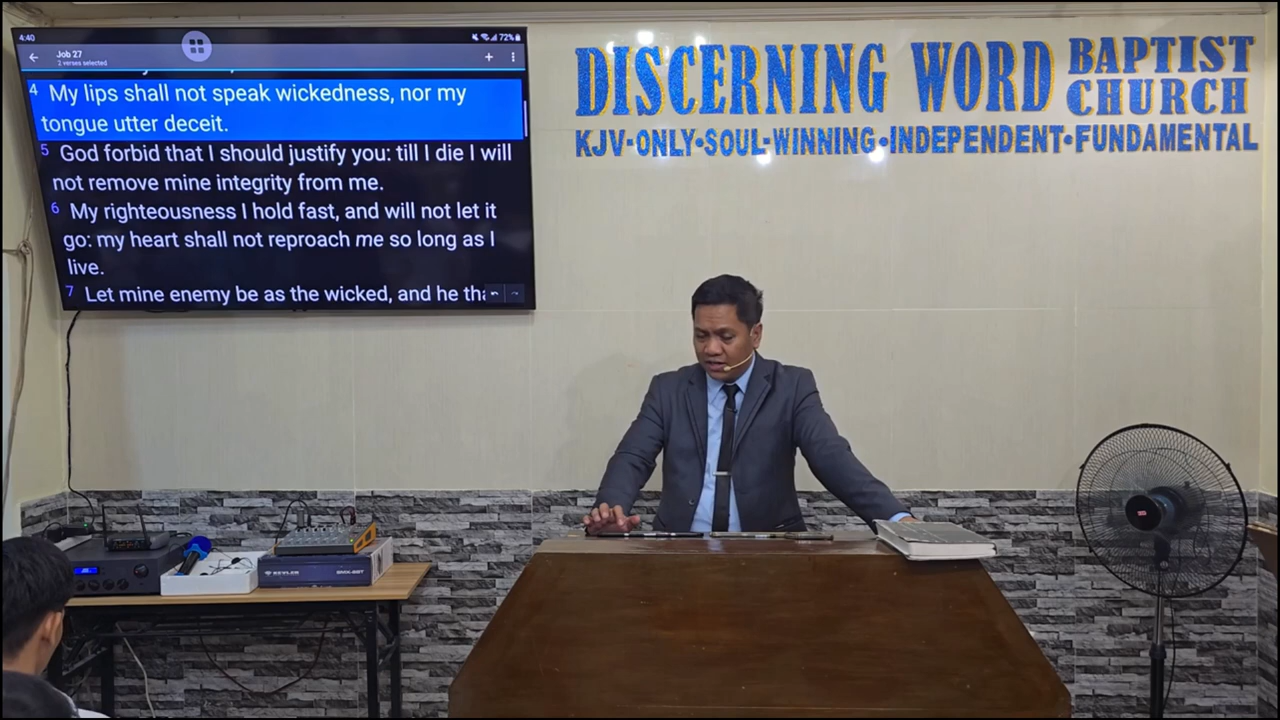 4:40
72%
Job 27
2 verses selected
4 My lips shall not speak wickedness, nor my
tongue utter deceit.
5 God forbid that I should justify you: till I die I will
not remove mine integrity from me.
6 My righteousness I hold fast, and will not let it
go: my heart shall not reproach me so long as I
live.
7 Let mine enemy be as the wicked, and he tha
DISCERNING WORD BAPTIST
CHURCH
KJV-ONLY•SOUL-WINNING•INDEPENDENT•FUNDAMENTAL
KEVLER